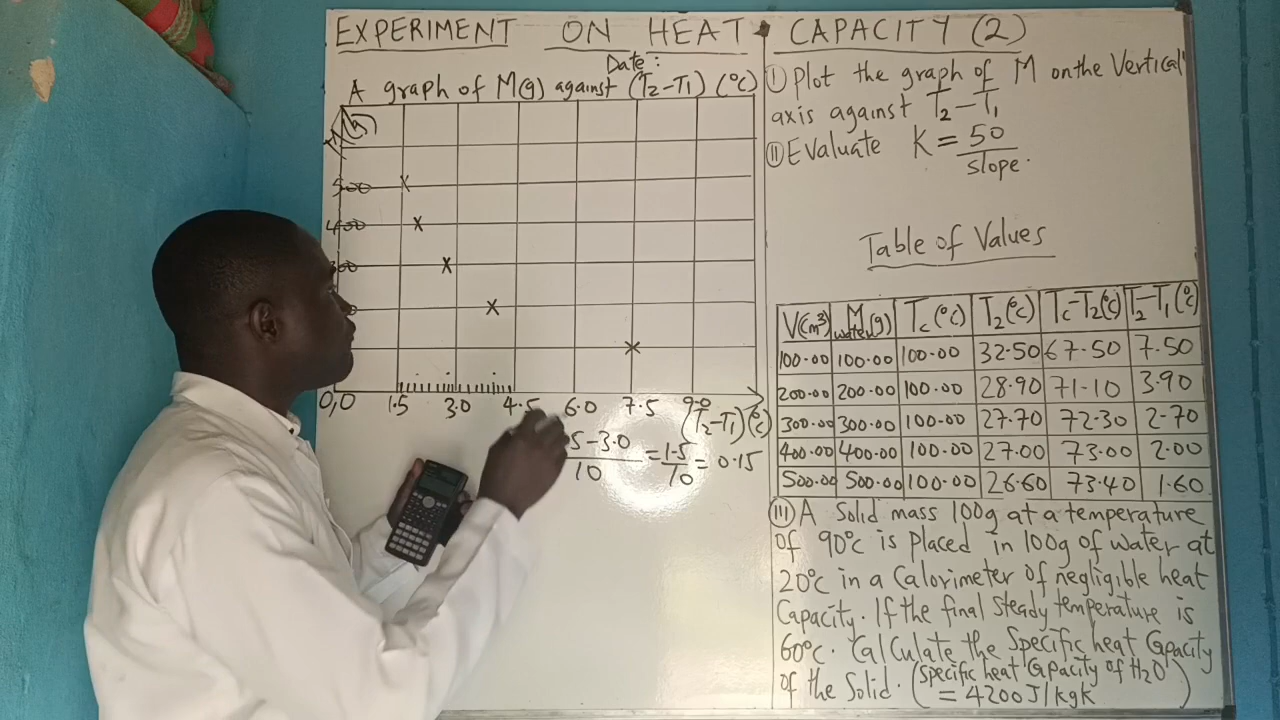 EXPERIMENT ON HEAT CAPACITY (2)
Date:
A graph of M(g) against (T2-T1) (°C)
500
400
0,0 1.5 3.0 4.5 6.0 7.5 9.0
(T2-T1) (°C)
5-3.0/10 = 1.5/10 = 0.15
I Plot the graph of M on the Vertical
axis against T2-T1
II Evaluate K = 50/slope.
Table of Values
V(cm³) M water(g) Tc(°C) T2(°C) Tc-T2(°C) T2-T1(°C)
100.00 100.00 100.00 32.50 67.50 7.50
200.00 200.00 100.00 28.90 71.10 3.90
300.00 300.00 100.00 27.70 72.30 2.70
400.00 400.00 100.00 27.00 73.00 2.00
500.00 500.00 100.00 26.60 73.40 1.60
III A Solid mass 100g at a temperature
of 90°c is placed in 100g of water at
20°c in a Calorimeter of negligible heat
Capacity. If the final steady temperature is
60°c. Calculate the Specific heat Capacity
of the Solid. (Specific heat Capacity of H2O
= 4200J/kgk)